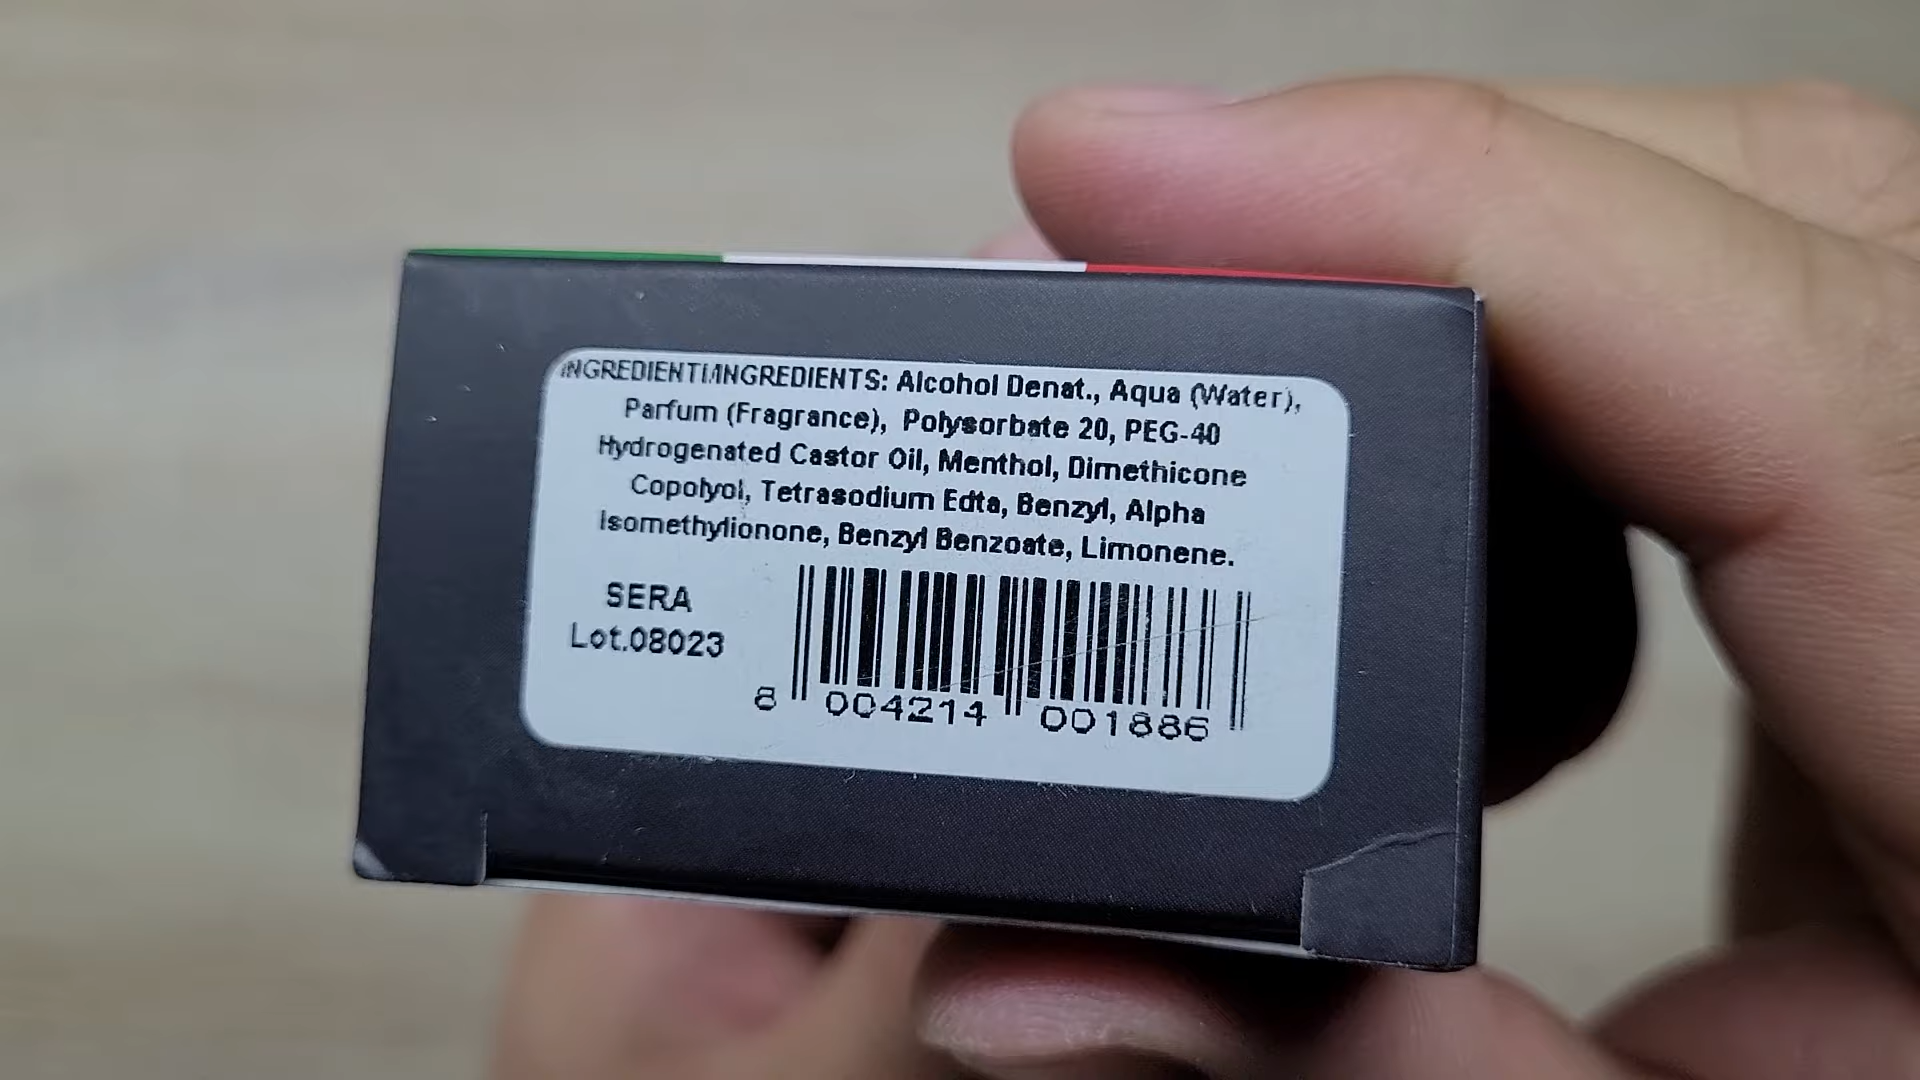 INGREDIENTI/INGREDIENTS: Alcohol Denat., Aqua (Water),
Parfum (Fragrance), Polysorbate 20, PEG-40
Hydrogenated Castor Oil, Menthol, Dimethicone
Copolyol, Tetrasodium Edta, Benzyl, Alpha
Isomethylionone, Benzyl Benzoate, Limonene.
SERA
Lot.08023
8 004214 001886